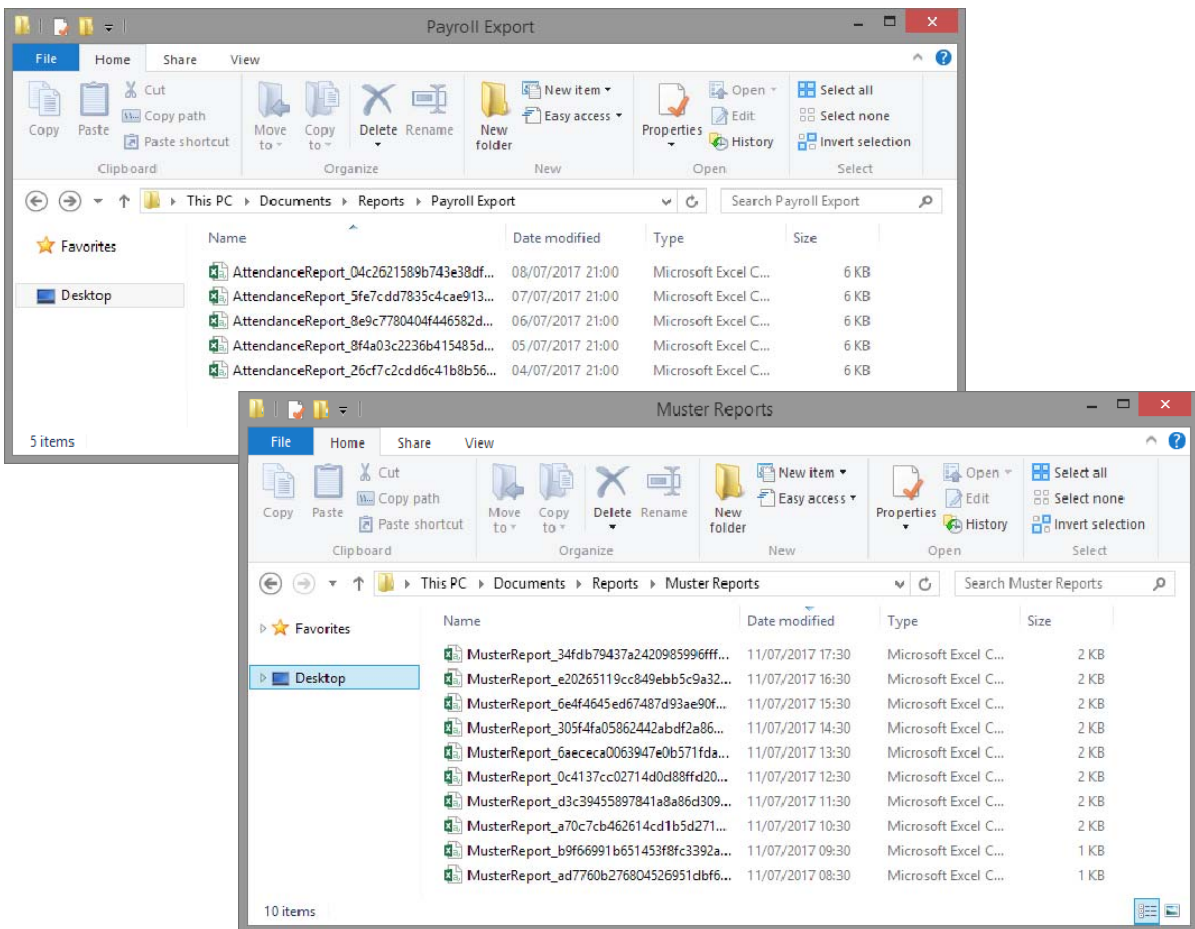 Payroll Export
File Home Share View
Copy Paste Cut Copy path Paste shortcut Move to Copy to Delete Rename New folder New item Easy access Properties Open Edit History Select all Select none Invert selection
Clipboard Organize New Open Select
This PC Documents Reports Payroll Export Search Payroll Export
Favorites
Desktop
Name Date modified Type Size
AttendanceReport_04c2621589b743e38df... 08/07/2017 21:00 Microsoft Excel C... 6 KB
AttendanceReport_5fe7cdd7835c4cae913... 07/07/2017 21:00 Microsoft Excel C... 6 KB
AttendanceReport_8e9c7780404f446582d... 06/07/2017 21:00 Microsoft Excel C... 6 KB
AttendanceReport_8f4a03c2236b415485d... 05/07/2017 21:00 Microsoft Excel C... 6 KB
AttendanceReport_26cf7c2cdd6c41b8b56... 04/07/2017 21:00 Microsoft Excel C... 6 KB
5 items
Muster Reports
File Home Share View
Copy Paste Cut Copy path Paste shortcut Move to Copy to Delete Rename New folder New item Easy access Properties Open Edit History Select all Select none Invert selection
Clipboard Organize New Open Select
This PC Documents Reports Muster Reports Search Muster Reports
Favorites
Desktop
Name Date modified Type Size
MusterReport_34fdb79437a2420985996fff... 11/07/2017 17:30 Microsoft Excel C... 2 KB
MusterReport_e20265119cc849ebb5c9a32... 11/07/2017 16:30 Microsoft Excel C... 2 KB
MusterReport_6e4f4645ed67487d93ae90f... 11/07/2017 15:30 Microsoft Excel C... 2 KB
MusterReport_305f4fa05862442abdf2a86... 11/07/2017 14:30 Microsoft Excel C... 2 KB
MusterReport_6aececa0063947e0b571fda... 11/07/2017 13:30 Microsoft Excel C... 2 KB
MusterReport_0c4137cc02714d0d88ffd20... 11/07/2017 12:30 Microsoft Excel C... 2 KB
MusterReport_d3c39455897841a8a86d309... 11/07/2017 11:30 Microsoft Excel C... 2 KB
MusterReport_a70c7cb462614cd1b5d271... 11/07/2017 10:30 Microsoft Excel C... 2 KB
MusterReport_b9f66991b651453f8fc3392a... 11/07/2017 09:30 Microsoft Excel C... 1 KB
MusterReport_ad7760b276804526951dbf6... 11/07/2017 08:30 Microsoft Excel C... 1 KB
10 items